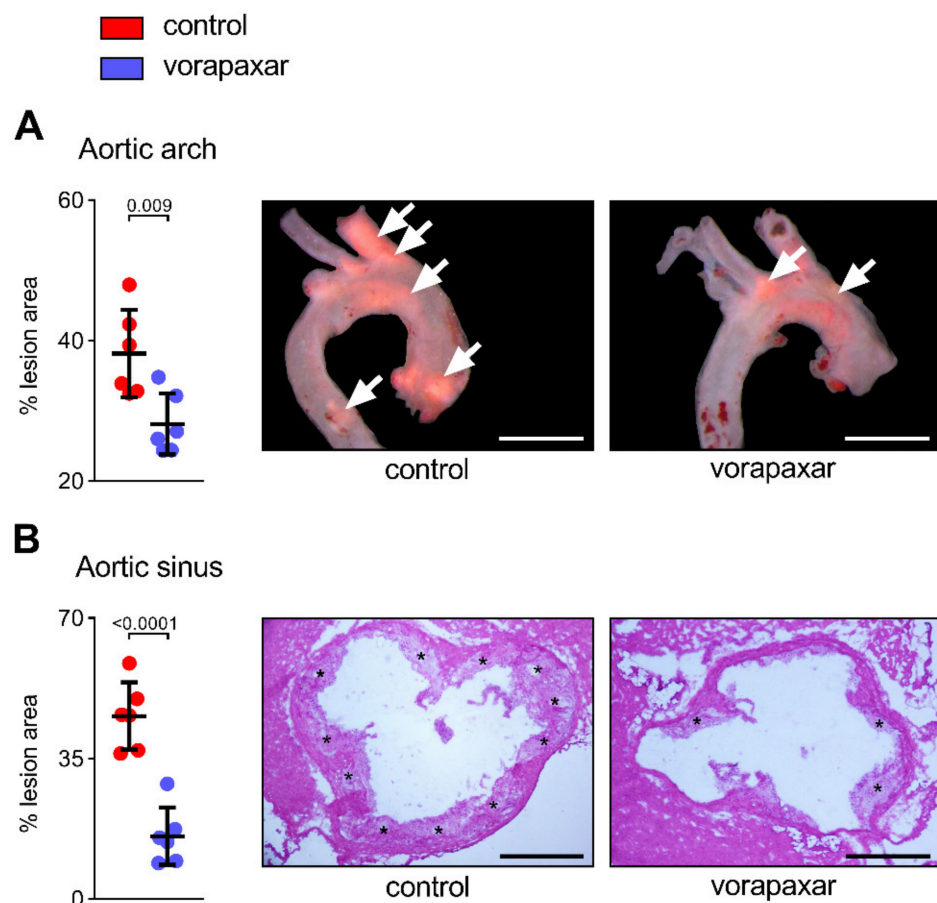 control
vorapaxar
A
Aortic arch
60
0.009
40
% lesion area
20
control
vorapaxar
B
Aortic sinus
70
<0.0001
35
% lesion area
0
* * * * * * * * * * *
* * *
control
vorapaxar